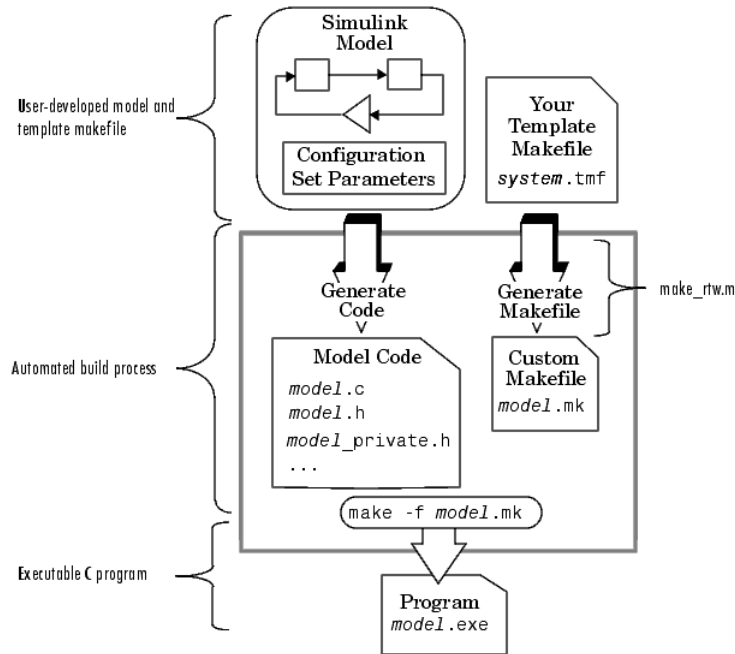 Simulink
Model
Configuration
Set Parameters
User-developed model and
template makefile
Your
Template
Makefile
system.tmf
Generate
Code
Generate
Makefile
make_rtw.m
Automated build process
Model Code
model.c
model.h
model_private.h
...
Custom
Makefile
model.mk
make -f model.mk
Executable C program
Program
model.exe